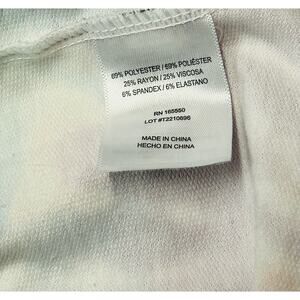 69% POLYESTER / 69% POLIÉSTER
25% RAYON / 25% VISCOSA
6% SPANDEX / 6% ELASTANO
RN 165550
LOT #T2210696
MADE IN CHINA
HECHO EN CHINA